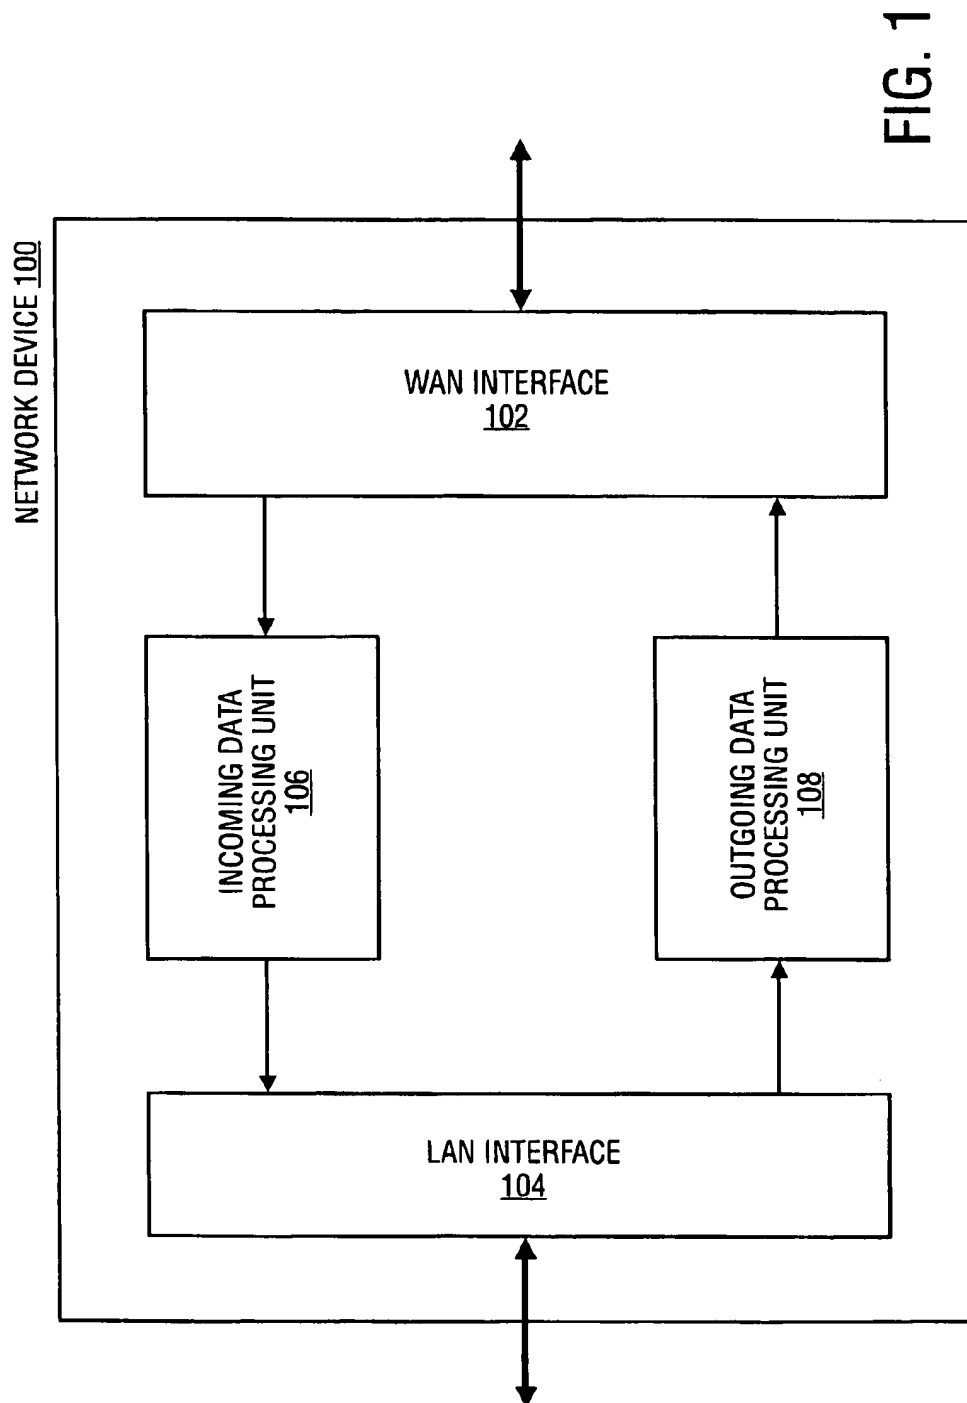 FIG. 1
NETWORK DEVICE 100
WAN INTERFACE
102
INCOMING DATA
PROCESSING UNIT
106
OUTGOING DATA
PROCESSING UNIT
108
LAN INTERFACE
104